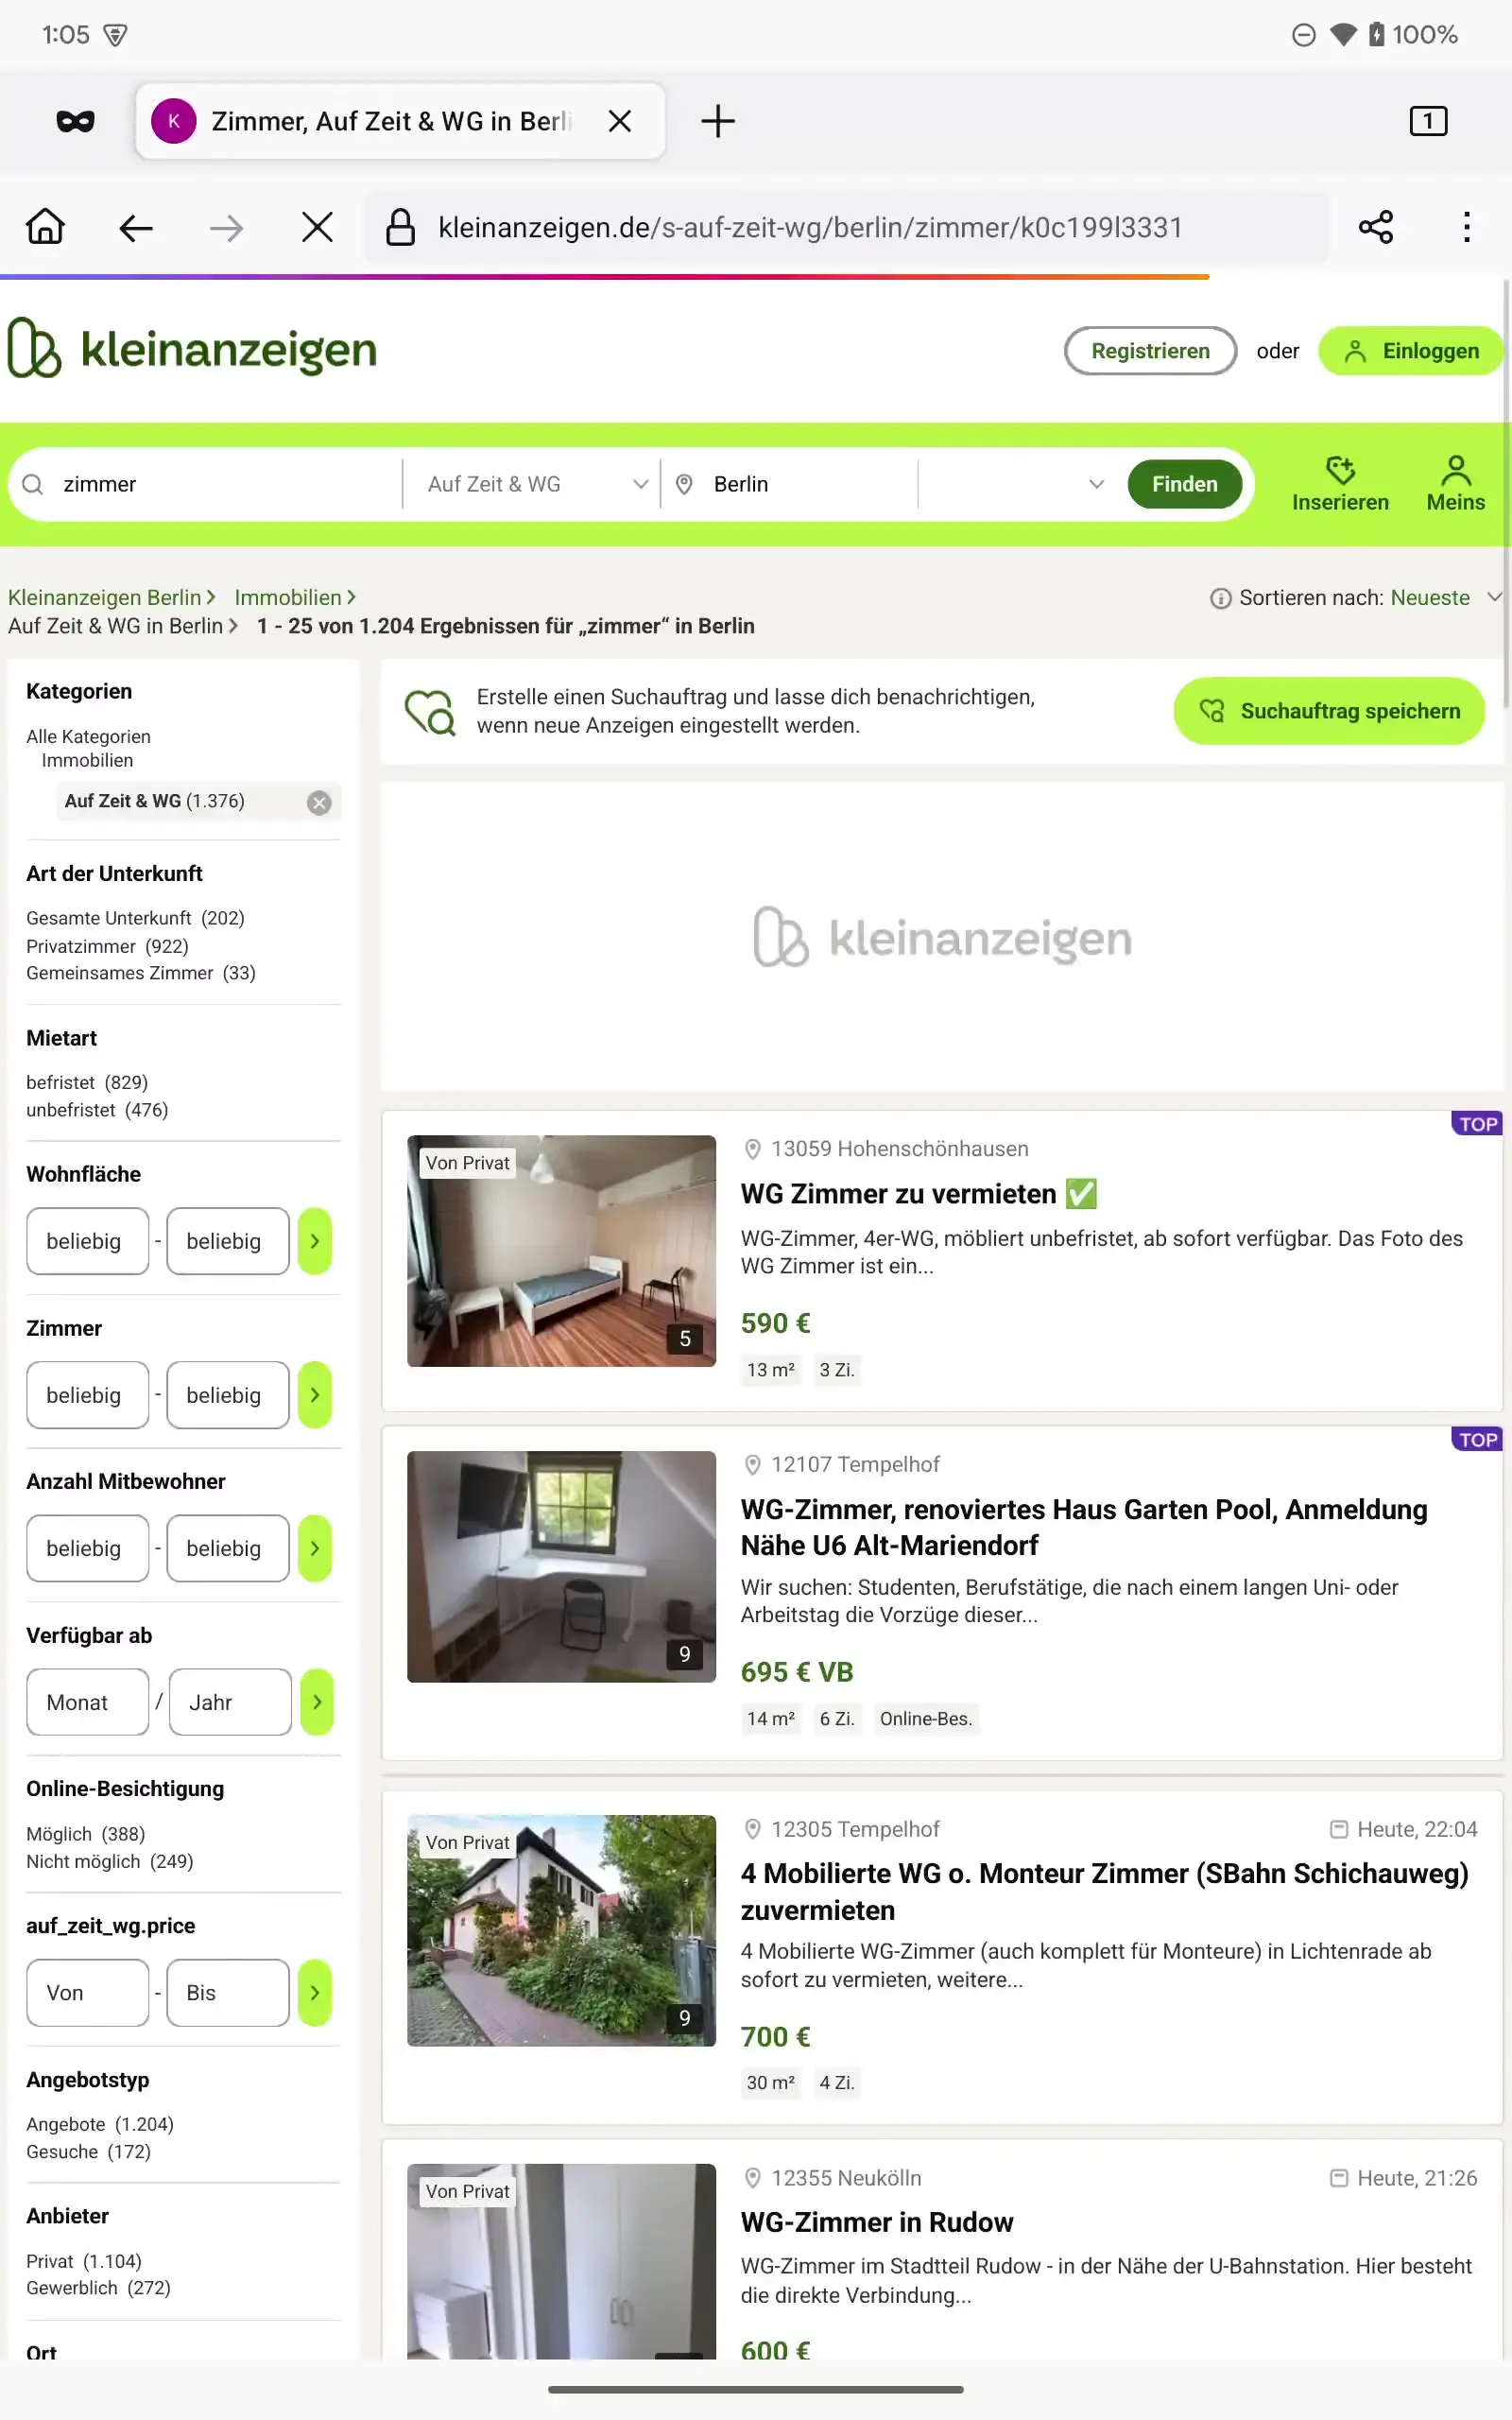 1:05
100%
K
Zimmer, Auf Zeit & WG in Berli
1
kleinanzeigen.de/s-auf-zeit-wg/berlin/zimmer/k0c199l3331
kleinanzeigen
Registrieren
oder
Einloggen
zimmer
Auf Zeit & WG
Berlin
Finden
Inserieren
Meins
Kleinanzeigen Berlin
Immobilien
Auf Zeit & WG in Berlin
1 - 25 von 1.204 Ergebnissen für „zimmer“ in Berlin
Sortieren nach: Neueste
Kategorien
Alle Kategorien
Immobilien
Auf Zeit & WG (1.376)
Art der Unterkunft
Gesamte Unterkunft (202)
Privatzimmer (922)
Gemeinsames Zimmer (33)
Mietart
befristet (829)
unbefristet (476)
Wohnfläche
beliebig - beliebig
Zimmer
beliebig - beliebig
Anzahl Mitbewohner
beliebig - beliebig
Verfügbar ab
Monat / Jahr
Online-Besichtigung
Möglich (388)
Nicht möglich (249)
auf_zeit_wg.price
Von - Bis
Angebotstyp
Angebote (1.204)
Gesuche (172)
Anbieter
Privat (1.104)
Gewerblich (272)
Ort
Erstelle einen Suchauftrag und lasse dich benachrichtigen,
wenn neue Anzeigen eingestellt werden.
Suchauftrag speichern
kleinanzeigen
TOP
Von Privat
5
13059 Hohenschönhausen
WG Zimmer zu vermieten ✅
WG-Zimmer, 4er-WG, möbliert unbefristet, ab sofort verfügbar. Das Foto des
WG Zimmer ist ein...
590 €
13 m² 3 Zi.
TOP
9
12107 Tempelhof
WG-Zimmer, renoviertes Haus Garten Pool, Anmeldung
Nähe U6 Alt-Mariendorf
Wir suchen: Studenten, Berufstätige, die nach einem langen Uni- oder
Arbeitstag die Vorzüge dieser...
695 € VB
14 m² 6 Zi. Online-Bes.
Von Privat
9
12305 Tempelhof
Heute, 22:04
4 Mobilierte WG o. Monteur Zimmer (SBahn Schichauweg)
zuvermieten
4 Mobilierte WG-Zimmer (auch komplett für Monteure) in Lichtenrade ab
sofort zu vermieten, weitere...
700 €
30 m² 4 Zi.
Von Privat
12355 Neukölln
Heute, 21:26
WG-Zimmer in Rudow
WG-Zimmer im Stadtteil Rudow - in der Nähe der U-Bahnstation. Hier besteht
die direkte Verbindung...
600 €